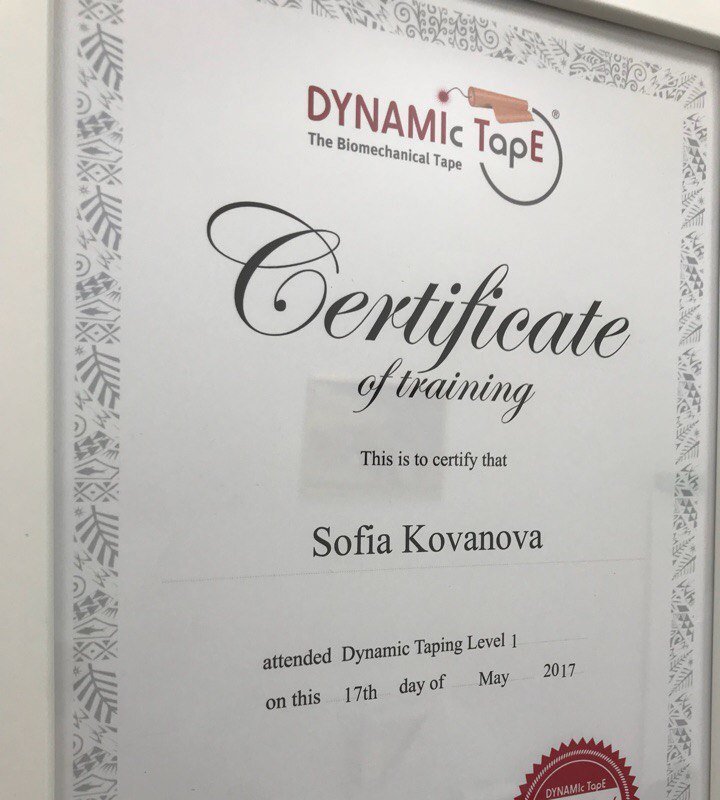 DYNAMIc TapE®
The Biomechanical Tape
Certificate
of training
This is to certify that
Sofia Kovanova
attended Dynamic Taping Level 1
on this 17th day of May 2017
DYNAMIc TapE